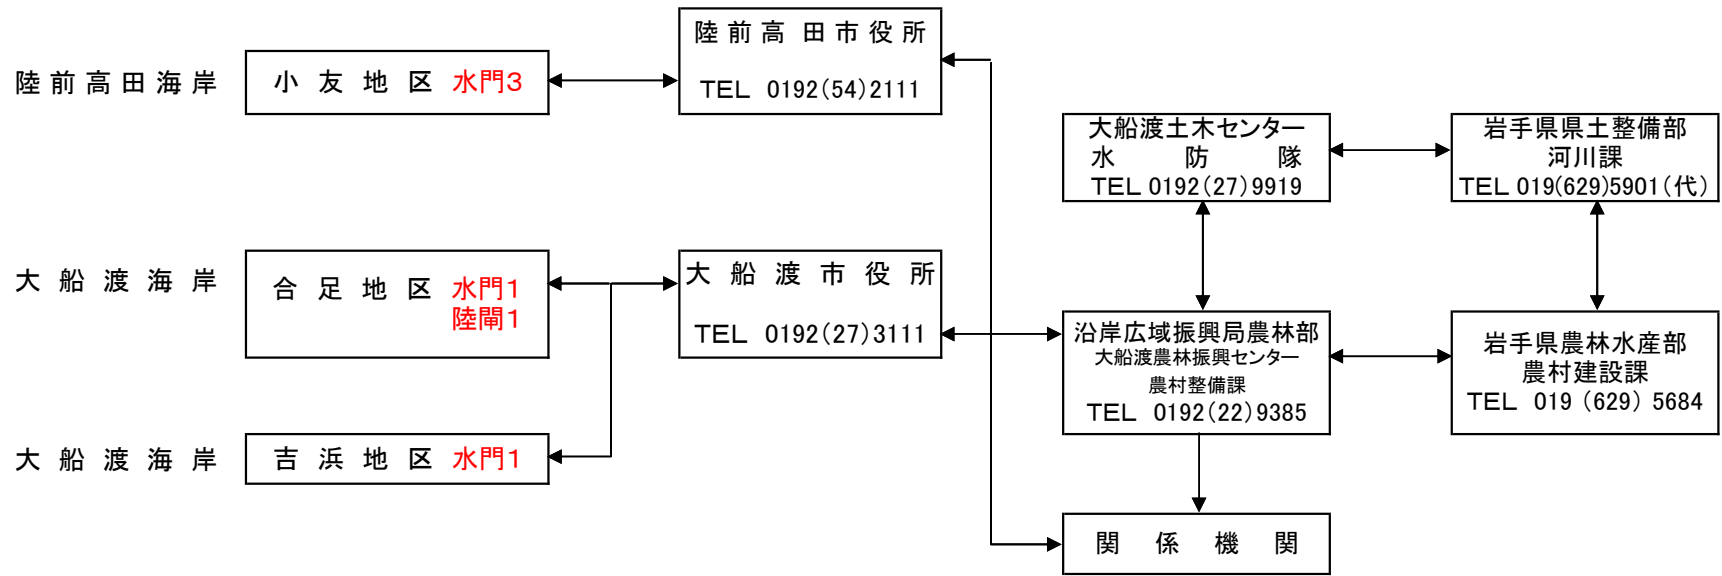 陸前高田海岸
小友地区 水門3
陸前高田市役所
TEL 0192(54)2111
大船渡土木センター
水防隊
TEL 0192(27)9919
岩手県県土整備部
河川課
TEL 019(629)5901(代)
大船渡海岸
合足地区 水門1
陸閘1
大船渡市役所
TEL 0192(27)3111
沿岸広域振興局農林部
大船渡農林振興センター
農村整備課
TEL 0192(22)9385
岩手県農林水産部
農村建設課
TEL 019(629)5684
大船渡海岸
吉浜地区 水門1
関係機関